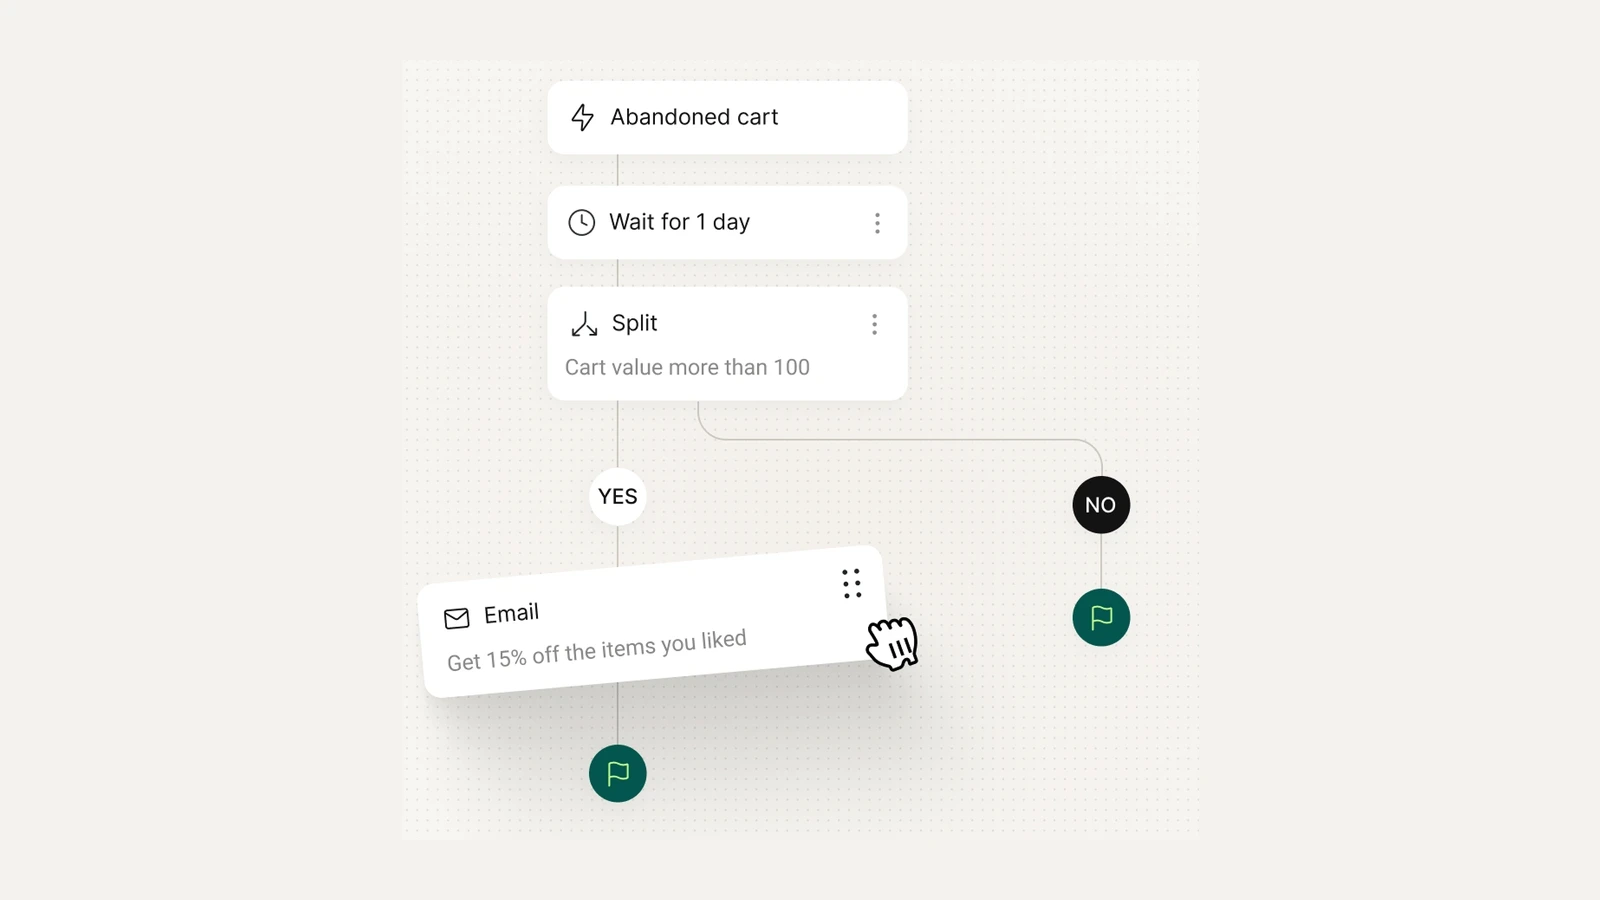 Abandoned cart
Wait for 1 day
Split
Cart value more than 100
YES
NO
Email
Get 15% off the items you liked